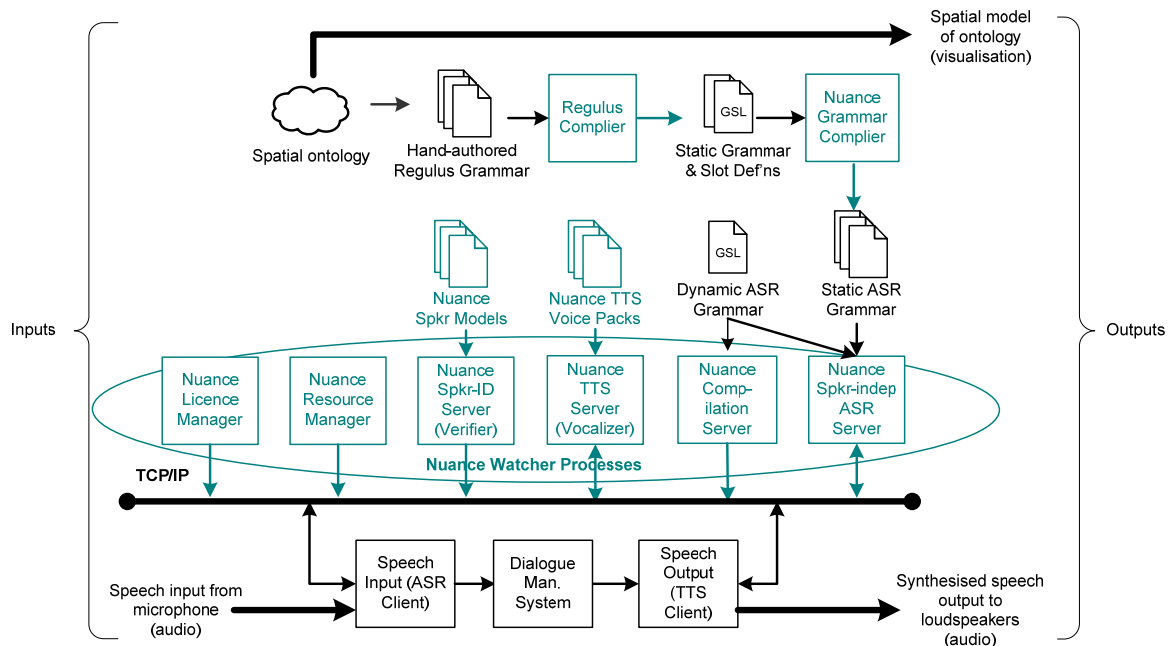 Spatial model
of ontology
(visualisation)
Spatial ontology
Hand-authored
Regulus Grammar
Regulus
Complier
GSL
Static Grammar
& Slot Def'ns
Nuance
Grammar
Complier
Nuance
Spkr Models
Nuance TTS
Voice Packs
GSL
Dynamic ASR
Grammar
Static ASR
Grammar
Inputs
Outputs
Nuance
Licence
Manager
Nuance
Resource
Manager
Nuance
Spkr-ID
Server
(Verifier)
Nuance
TTS
Server
(Vocalizer)
Nuance
Comp-
ilation
Server
Nuance
Spkr-indep
ASR
Server
Nuance Watcher Processes
TCP/IP
Speech input from
microphone
(audio)
Speech
Input (ASR
Client)
Dialogue
Man.
System
Speech
Output
(TTS
Client)
Synthesised speech
output to
loudspeakers
(audio)